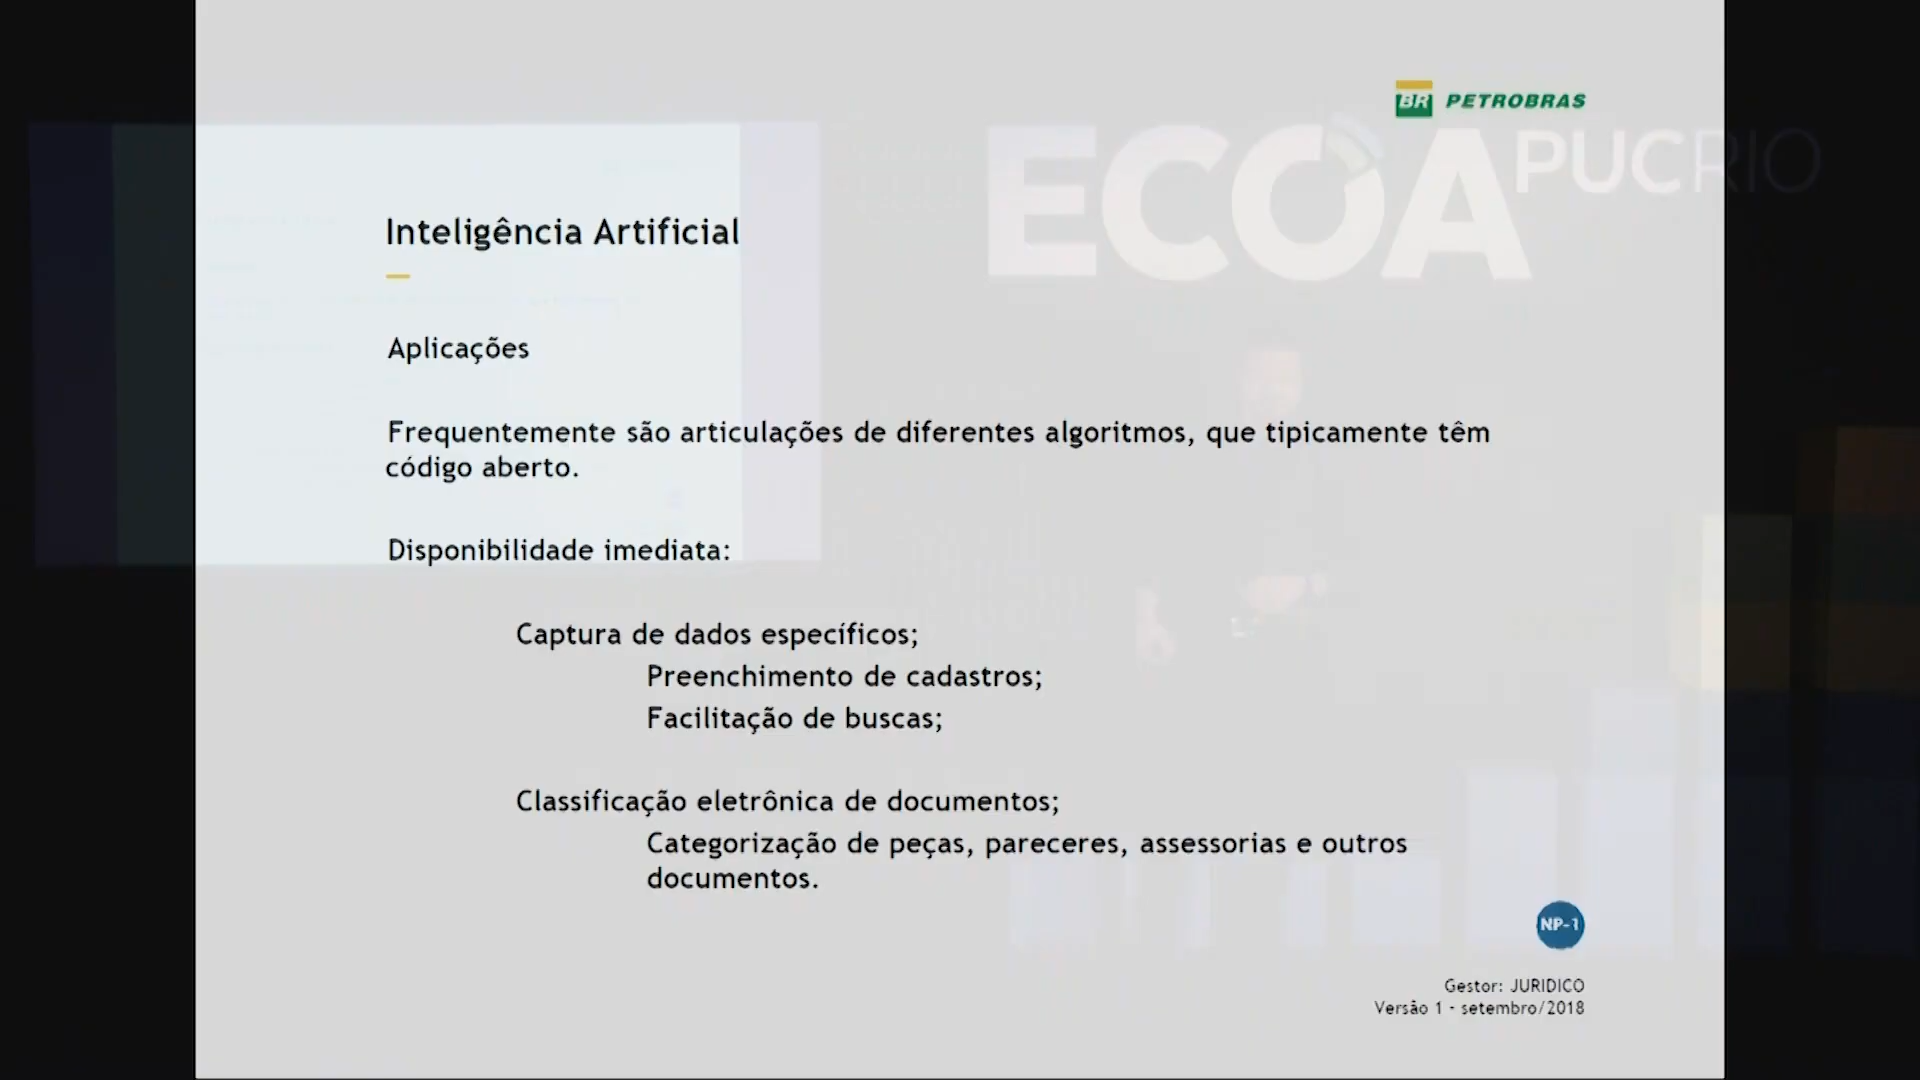 BR PETROBRAS
ECOA PUCRIO
Inteligência Artificial
Aplicações
Frequentemente são articulações de diferentes algoritmos, que tipicamente têm
código aberto.
Disponibilidade imediata:
Captura de dados específicos;
Preenchimento de cadastros;
Facilitação de buscas;
Classificação eletrônica de documentos;
Categorização de peças, pareceres, assessorias e outros
documentos.
NP-1
Gestor: JURIDICO
Versão 1 - setembro/2018